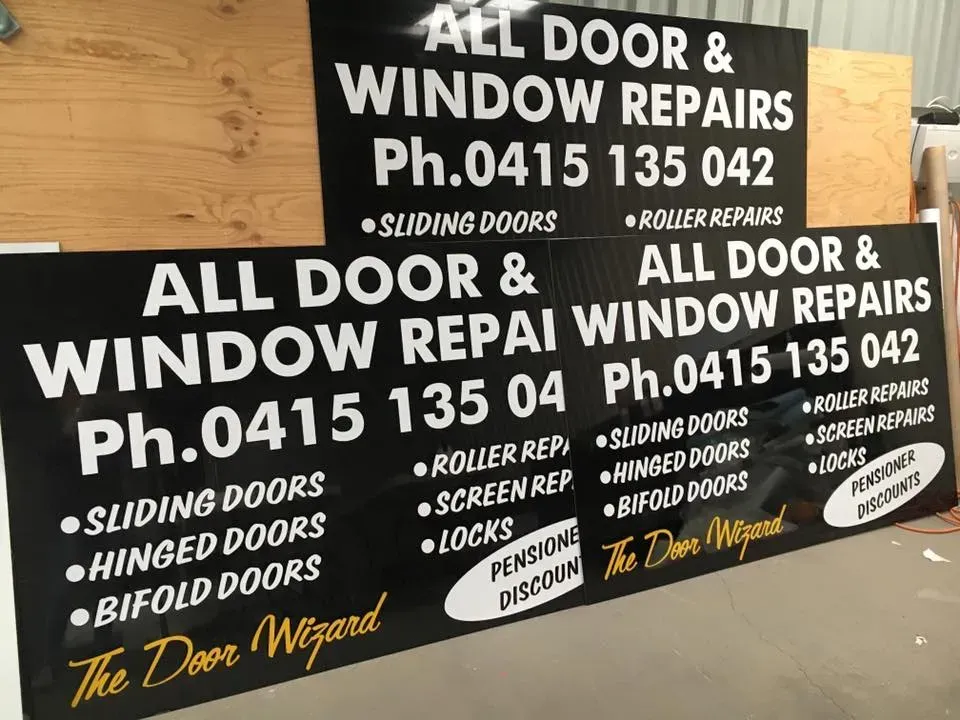 ALL DOOR &
WINDOW REPAIRS
Ph.0415 135 042
•SLIDING DOORS
•ROLLER REPAIRS
ALL DOOR &
WINDOW REPAI
Ph.0415 135 04
•SLIDING DOORS
•HINGED DOORS
•BIFOLD DOORS
•ROLLER REPA
•SCREEN REP
•LOCKS
PENSIONE
DISCOUN
The Door Wizard
ALL DOOR &
WINDOW REPAIRS
Ph.0415 135 042
•SLIDING DOORS
•HINGED DOORS
•BIFOLD DOORS
•ROLLER REPAIRS
•SCREEN REPAIRS
•LOCKS
PENSIONER
DISCOUNTS
The Door Wizard